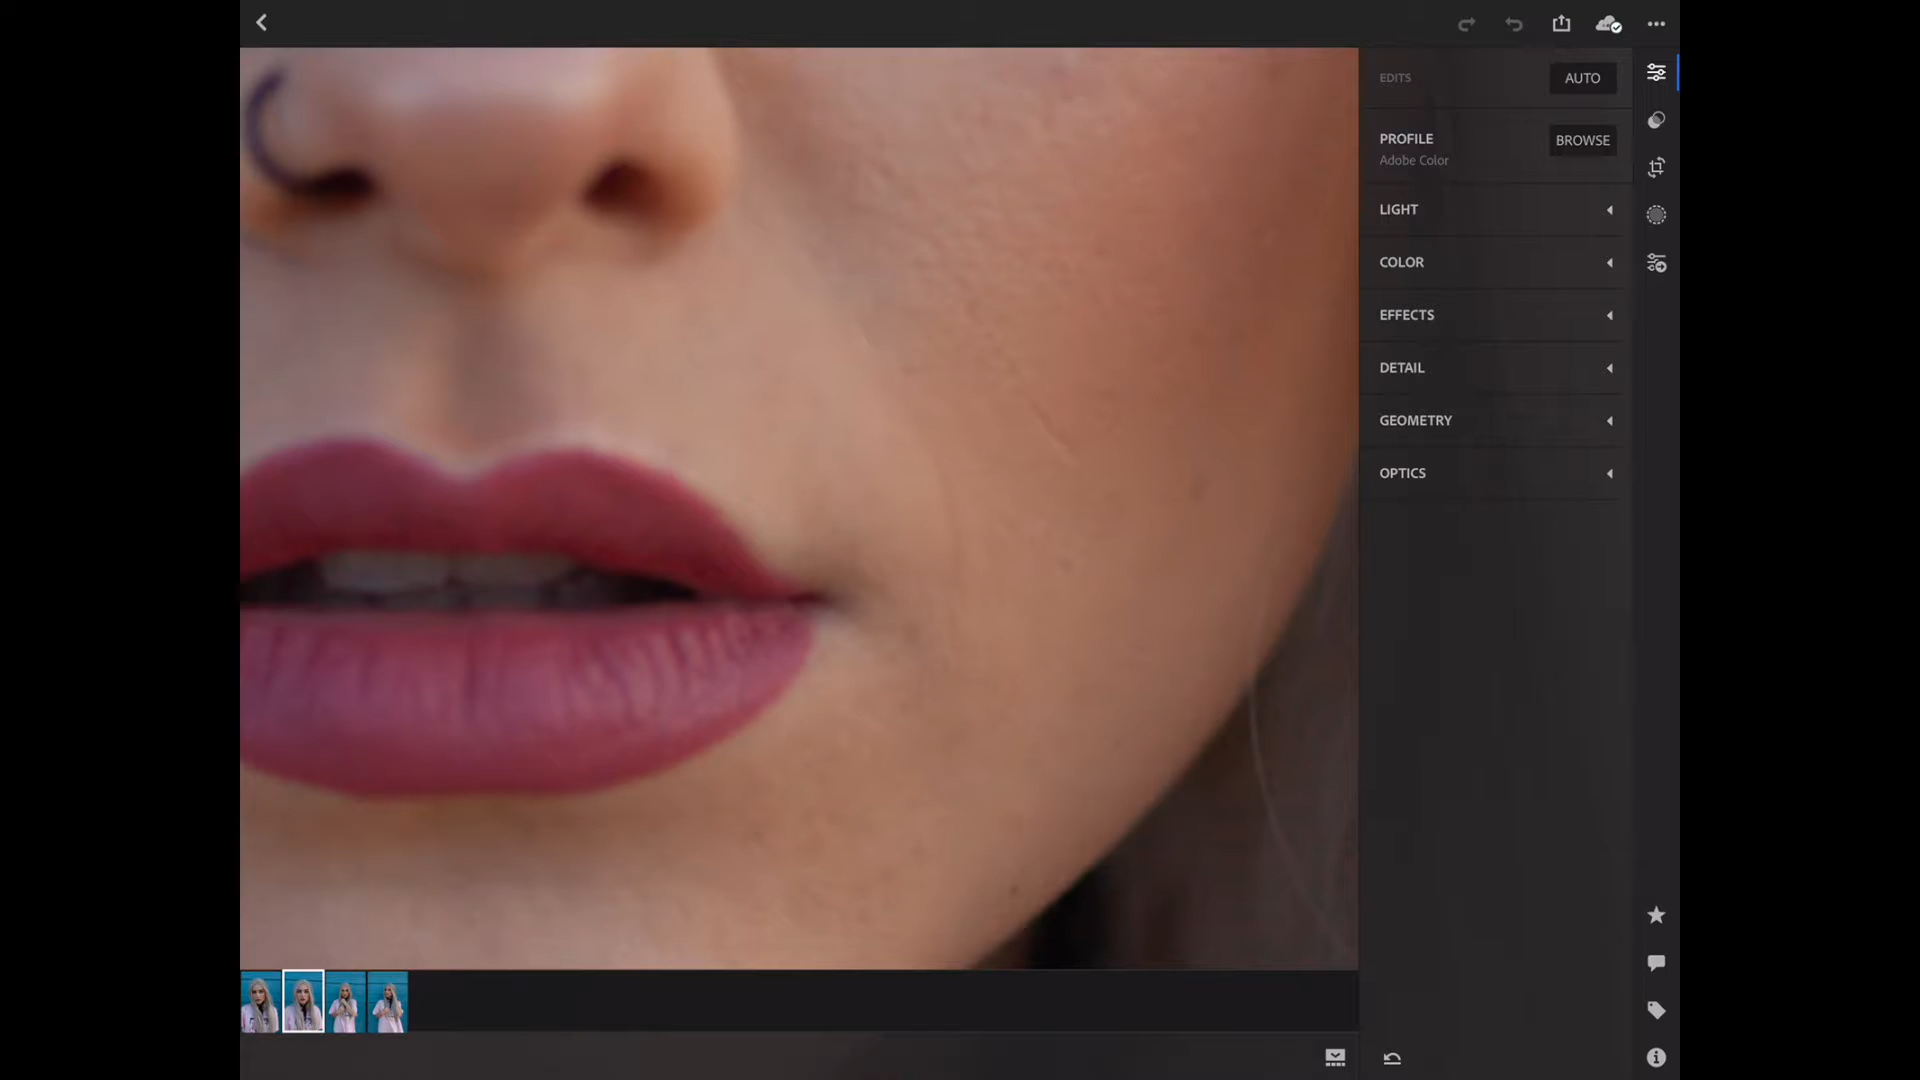 EDITS
AUTO
PROFILE
BROWSE
Adobe Color
LIGHT
COLOR
EFFECTS
DETAIL
GEOMETRY
OPTICS